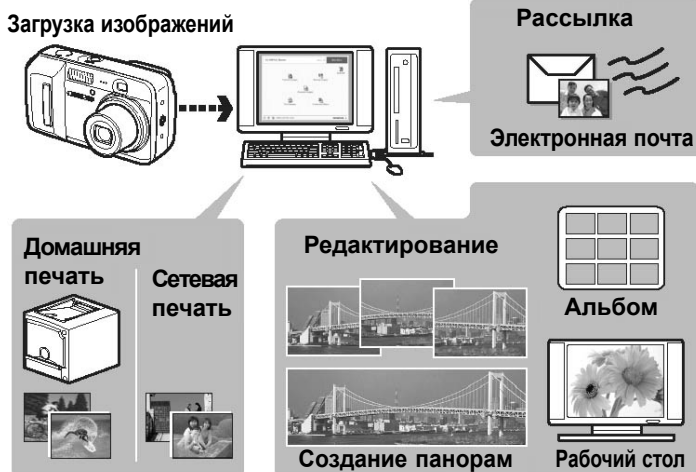 Загрузка изображений
Рассылка
Электронная почта
Домашняя
печать
Сетевая
печать
Редактирование
Альбом
Создание панорам
Рабочий стол